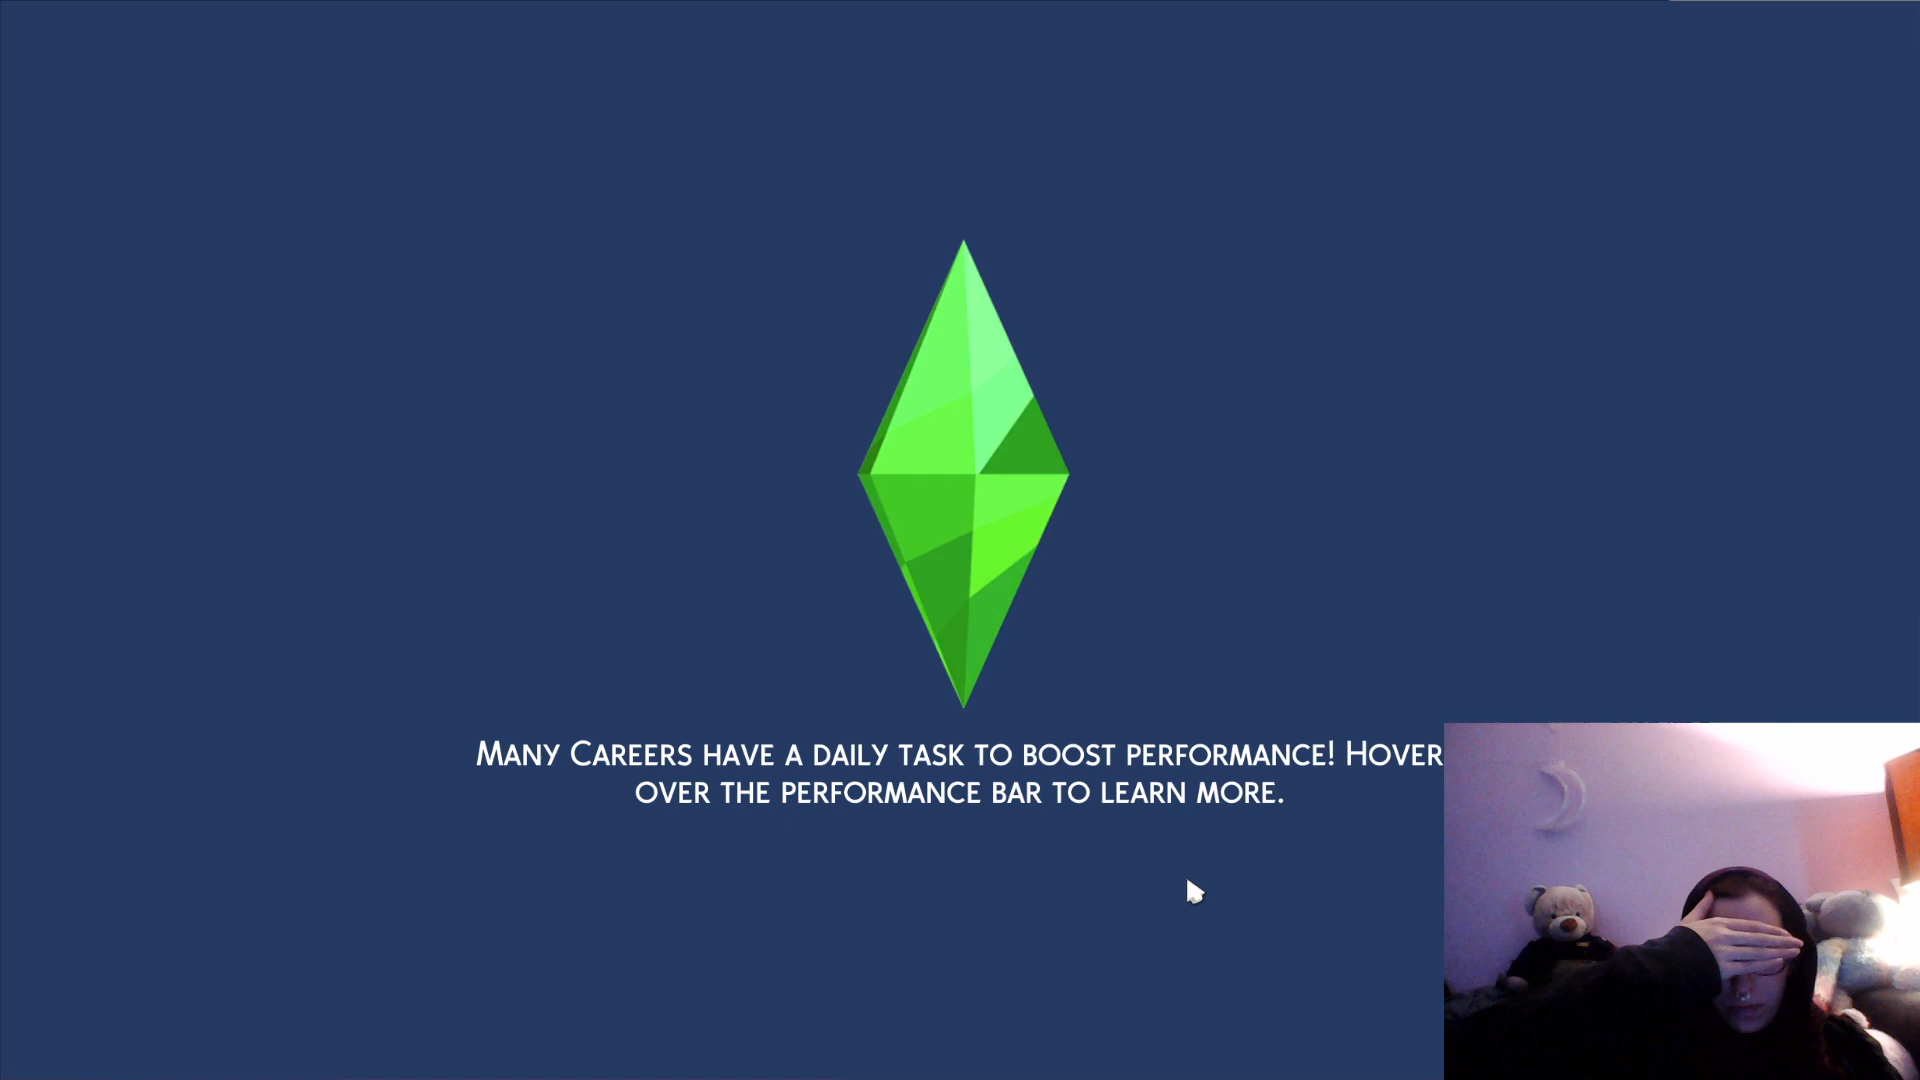 Many Careers have a daily task to boost performance! Hover
over the performance bar to learn more.